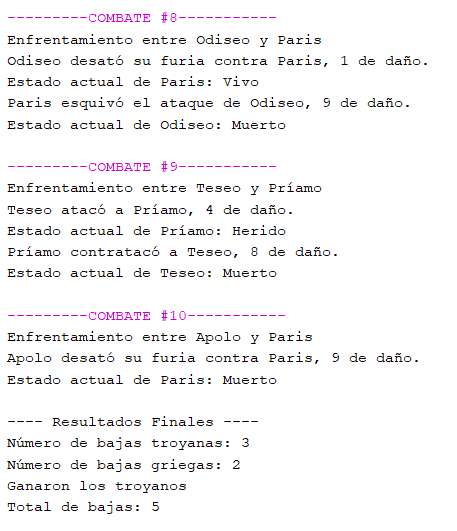 ---------COMBATE #8-----------
Enfrentamiento entre Odiseo y Paris
Odiseo desató su furia contra Paris, 1 de daño.
Estado actual de Paris: Vivo
Paris esquivó el ataque de Odiseo, 9 de daño.
Estado actual de Odiseo: Muerto
---------COMBATE #9-----------
Enfrentamiento entre Teseo y Príamo
Teseo atacó a Príamo, 4 de daño.
Estado actual de Príamo: Herido
Príamo contratacó a Teseo, 8 de daño.
Estado actual de Teseo: Muerto
---------COMBATE #10-----------
Enfrentamiento entre Apolo y Paris
Apolo desató su furia contra Paris, 9 de daño.
Estado actual de Paris: Muerto
---- Resultados Finales ----
Número de bajas troyanas: 3
Número de bajas griegas: 2
Ganaron los troyanos
Total de bajas: 5